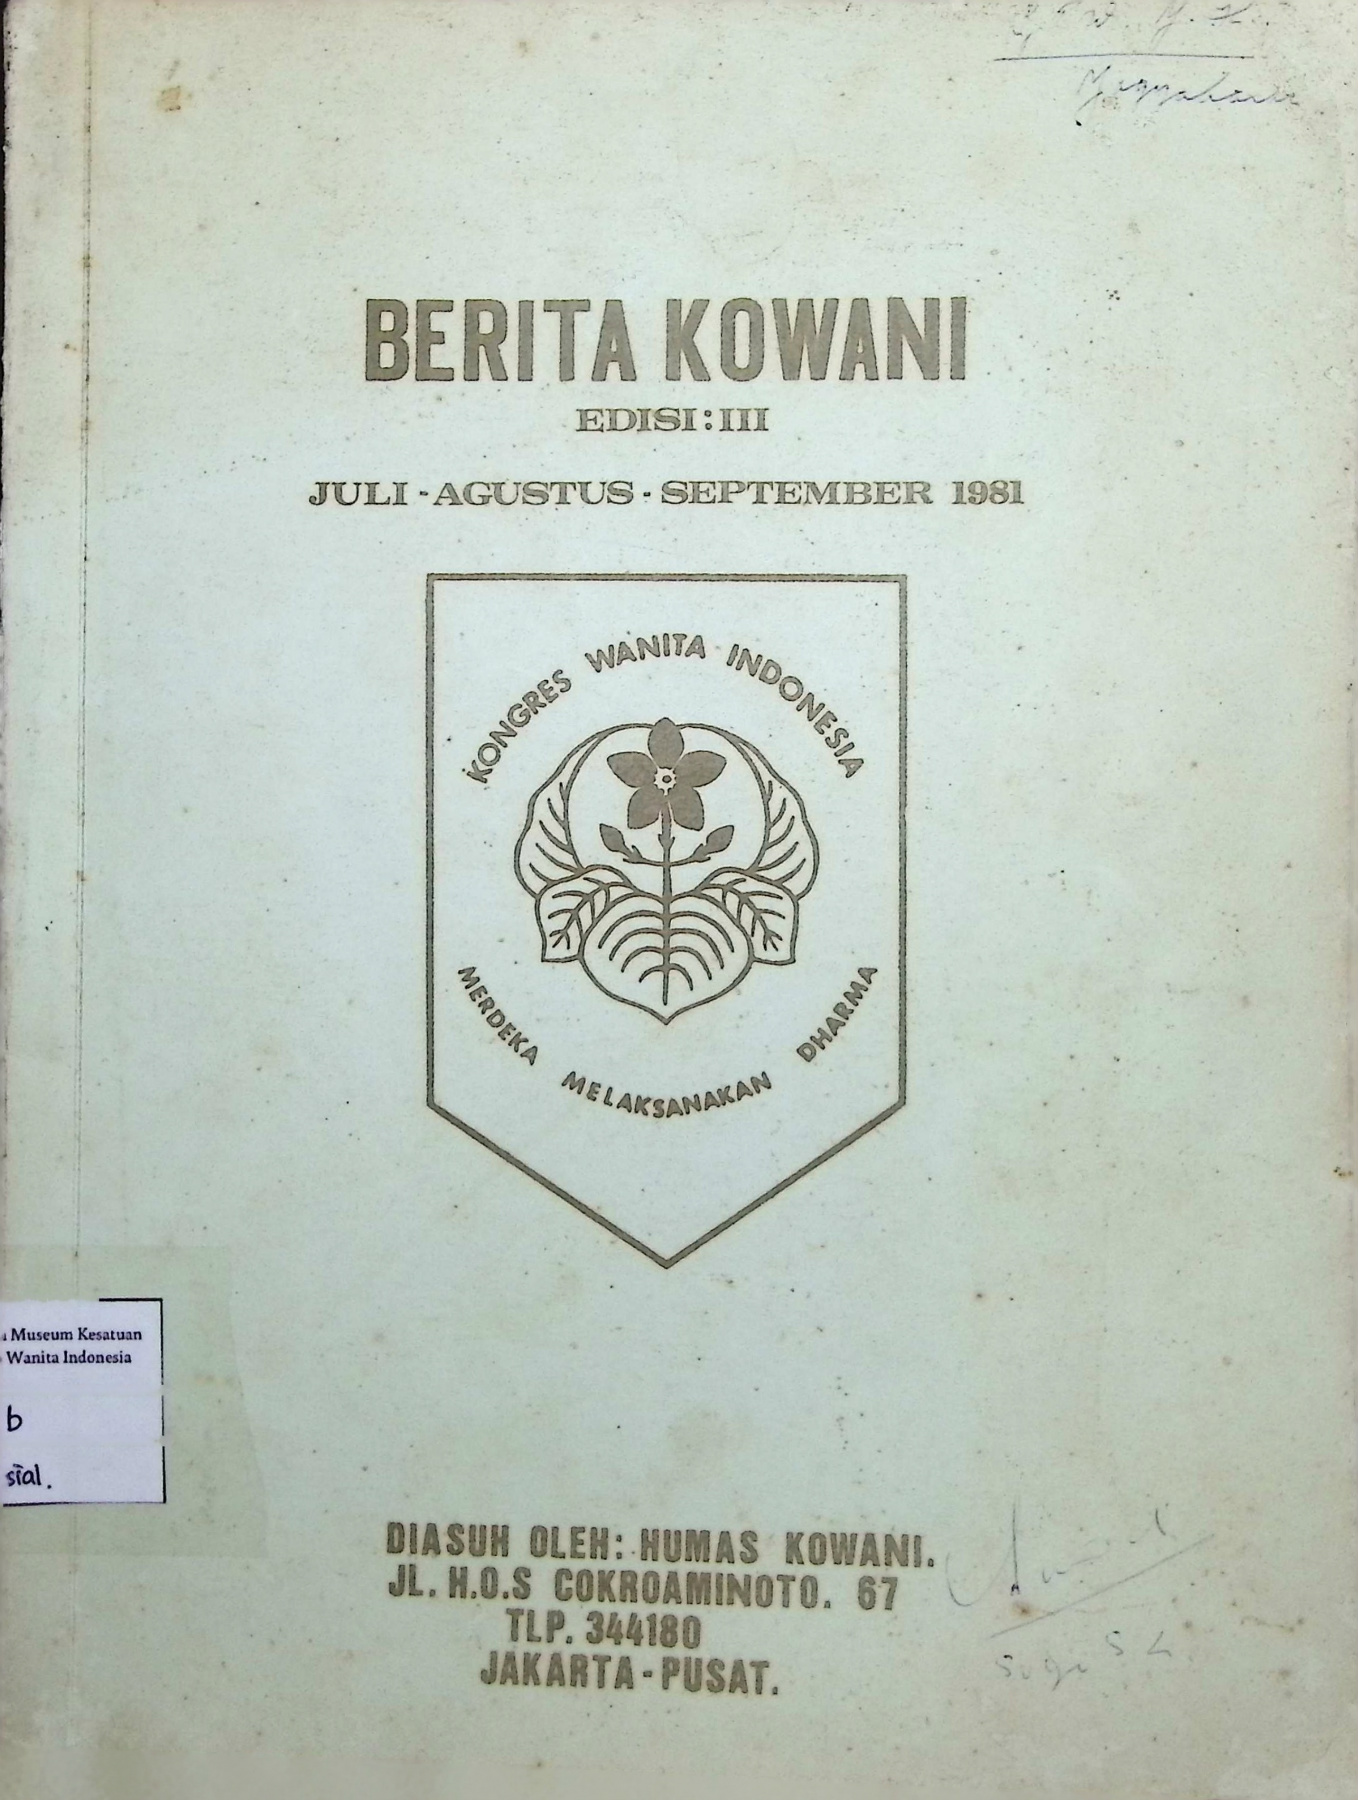 Yogyakarta
BERITA KOWANI
EDISI: III
JULI - AGUSTUS - SEPTEMBER 1981
KONGRES WANITA INDONESIA
MERDEKA MELAKSANAKAN DHARMA
Museum Kesatuan
Wanita Indonesia
b
sial.
DIASUH OLEH: HUMAS KOWANI.
JL. H.O.S COKROAMINOTO. 67
TLP. 344180
JAKARTA - PUSAT.